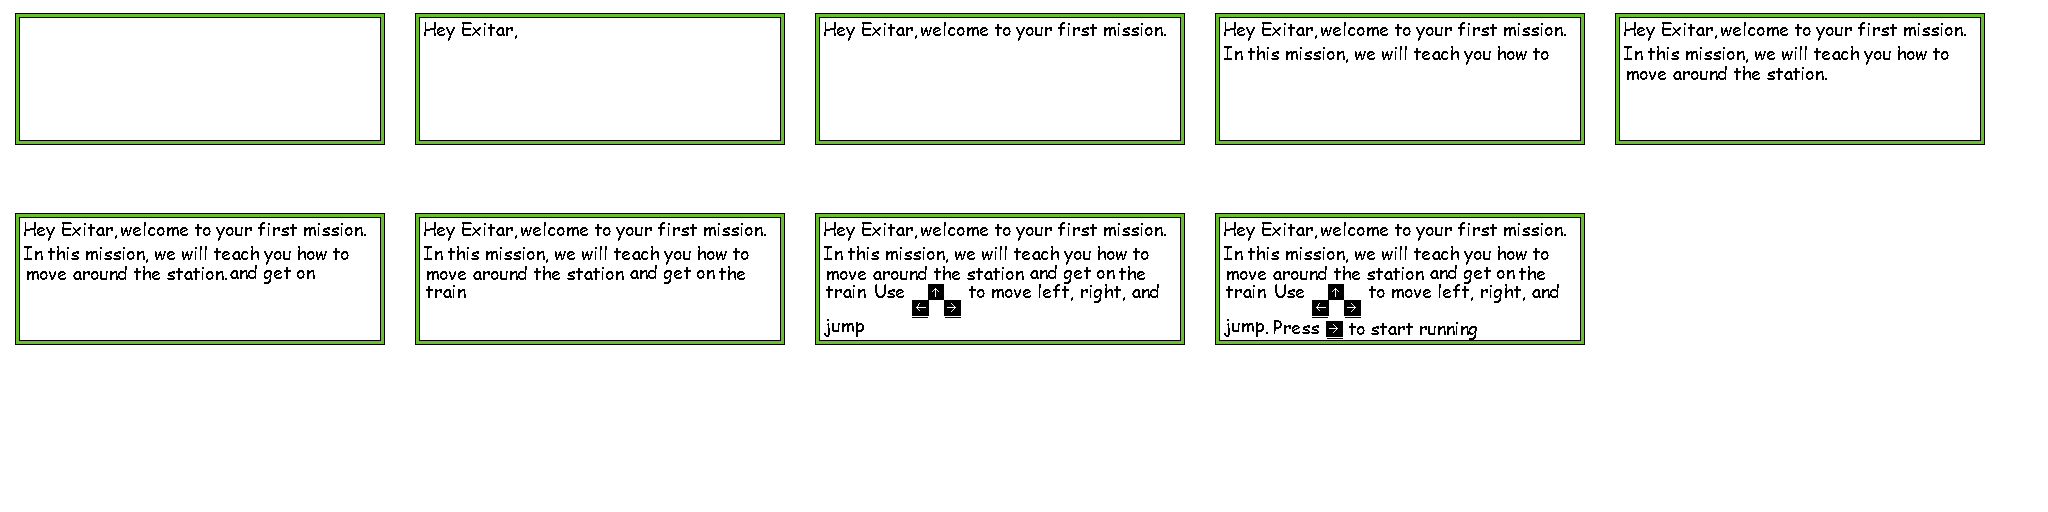 Hey Exitar,
Hey Exitar, welcome to your first mission.
Hey Exitar, welcome to your first mission.
In this mission, we will teach you how to
Hey Exitar, welcome to your first mission.
In this mission, we will teach you how to
move around the station.
Hey Exitar, welcome to your first mission.
In this mission, we will teach you how to
move around the station. and get on
Hey Exitar, welcome to your first mission.
In this mission, we will teach you how to
move around the station and get on the
train
Hey Exitar, welcome to your first mission.
In this mission, we will teach you how to
move around the station and get on the
train Use ↑ to move left, right, and
← →
jump
Hey Exitar, welcome to your first mission.
In this mission, we will teach you how to
move around the station and get on the
train Use ↑ to move left, right, and
← →
jump. Press → to start running